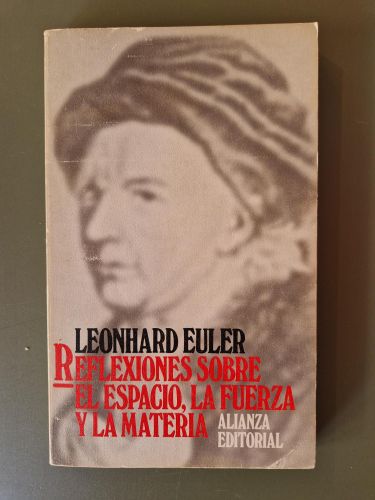 LEONHARD EULER
REFLEXIONES SOBRE
EL ESPACIO, LA FUERZA
Y LA MATERIA
ALIANZA
EDITORIAL